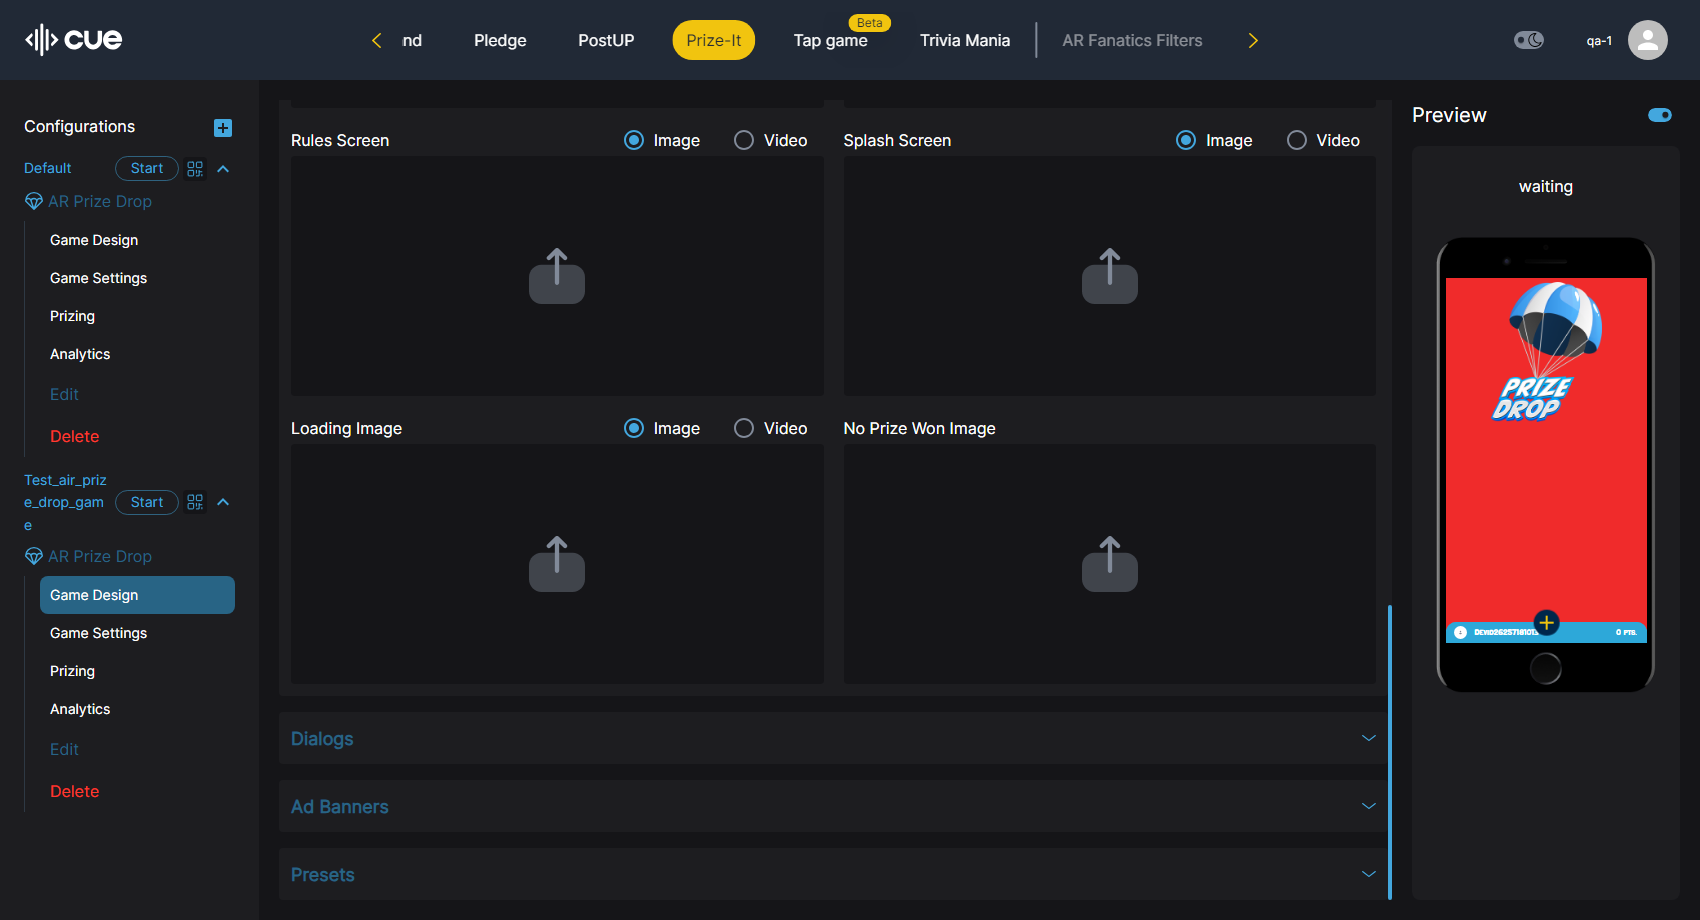 cue
nd
Pledge
PostUP
Prize-It
Beta
Tap game
Trivia Mania
AR Fanatics Filters
qa-1
Configurations
Default
Start
AR Prize Drop
Game Design
Game Settings
Prizing
Analytics
Edit
Delete
Test_air_priz
e_drop_gam
e
Start
AR Prize Drop
Game Design
Game Settings
Prizing
Analytics
Edit
Delete
Rules Screen
Image
Video
Splash Screen
Image
Video
Loading Image
Image
Video
No Prize Won Image
Dialogs
Ad Banners
Presets
Preview
waiting
PRIZE
DROP
0 PTS.